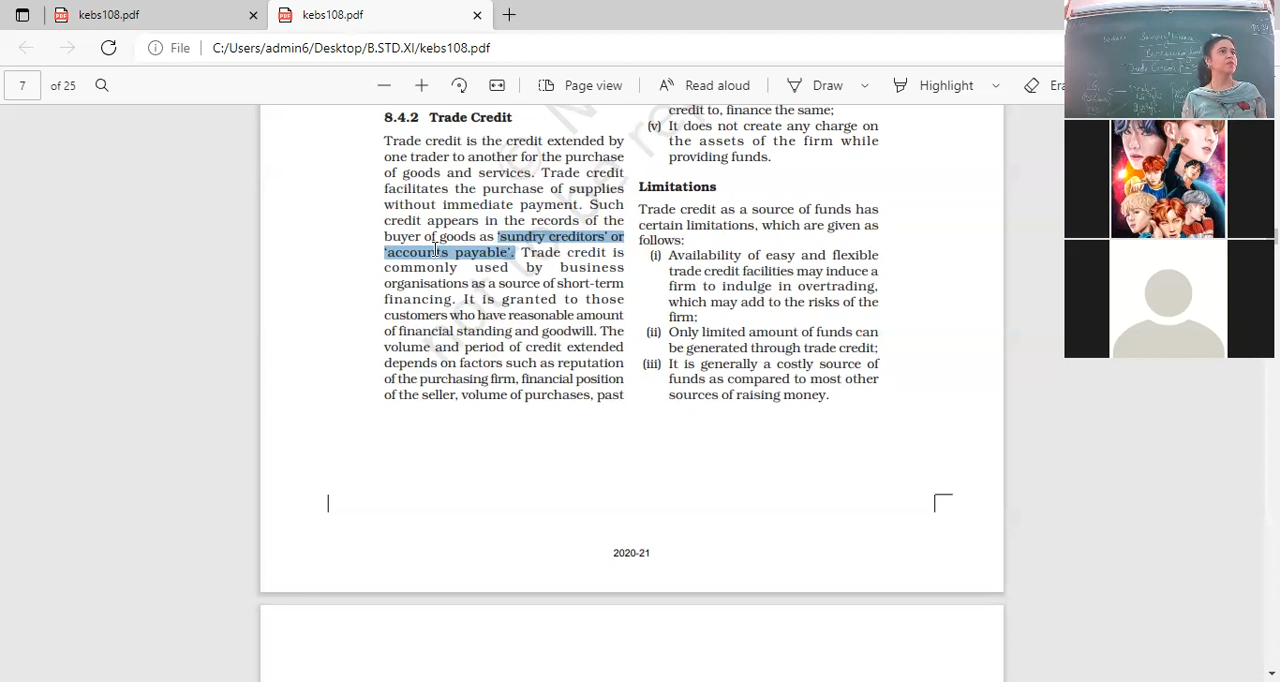 kebs108.pdf
kebs108.pdf
File
C:/Users/admin6/Desktop/B.STD.XI/kebs108.pdf
7
of 25
Page view
Read aloud
Draw
Highlight
Era
8.4.2 Trade Credit
Trade credit is the credit extended by
one trader to another for the purchase
of goods and services. Trade credit
facilitates the purchase of supplies
without immediate payment. Such
credit appears in the records of the
buyer of goods as ‘sundry creditors’ or
‘accounts payable’. Trade credit is
commonly used by business
organisations as a source of short-term
financing. It is granted to those
customers who have reasonable amount
of financial standing and goodwill. The
volume and period of credit extended
depends on factors such as reputation
of the purchasing firm, financial position
of the seller, volume of purchases, past
credit to, finance the same;
(v) It does not create any charge on
the assets of the firm while
providing funds.
Limitations
Trade credit as a source of funds has
certain limitations, which are given as
follows:
(i) Availability of easy and flexible
trade credit facilities may induce a
firm to indulge in overtrading,
which may add to the risks of the
firm;
(ii) Only limited amount of funds can
be generated through trade credit;
(iii) It is generally a costly source of
funds as compared to most other
sources of raising money.
2020-21